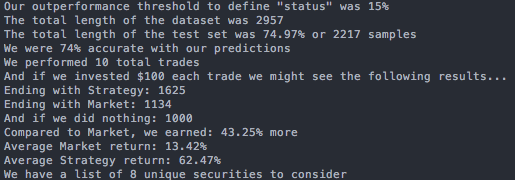 Our outperformance threshold to define "status" was 15%
The total length of the dataset was 2957
The total length of the test set was 74.97% or 2217 samples
We were 74% accurate with our predictions
We performed 10 total trades
And if we invested $100 each trade we might see the following results...
Ending with Strategy: 1625
Ending with Market: 1134
And if we did nothing: 1000
Compared to Market, we earned: 43.25% more
Average Market return: 13.42%
Average Strategy return: 62.47%
We have a list of 8 unique securities to consider